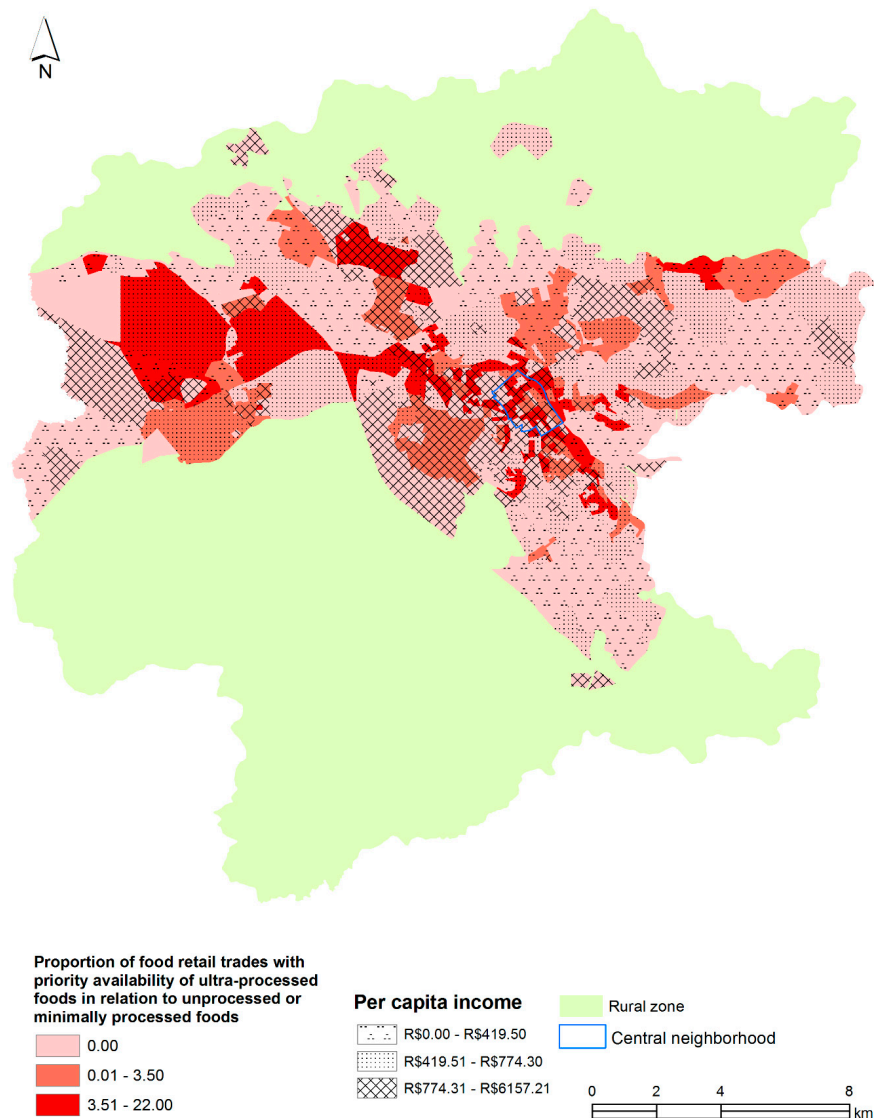 N
Proportion of food retail trades with
priority availability of ultra-processed
foods in relation to unprocessed or
minimally processed foods
0.00
0.01 - 3.50
3.51 - 22.00
Per capita income
R$0.00 - R$419.50
R$419.51 - R$774.30
R$774.31 - R$6157.21
Rural zone
Central neighborhood
0 2 4 8
km